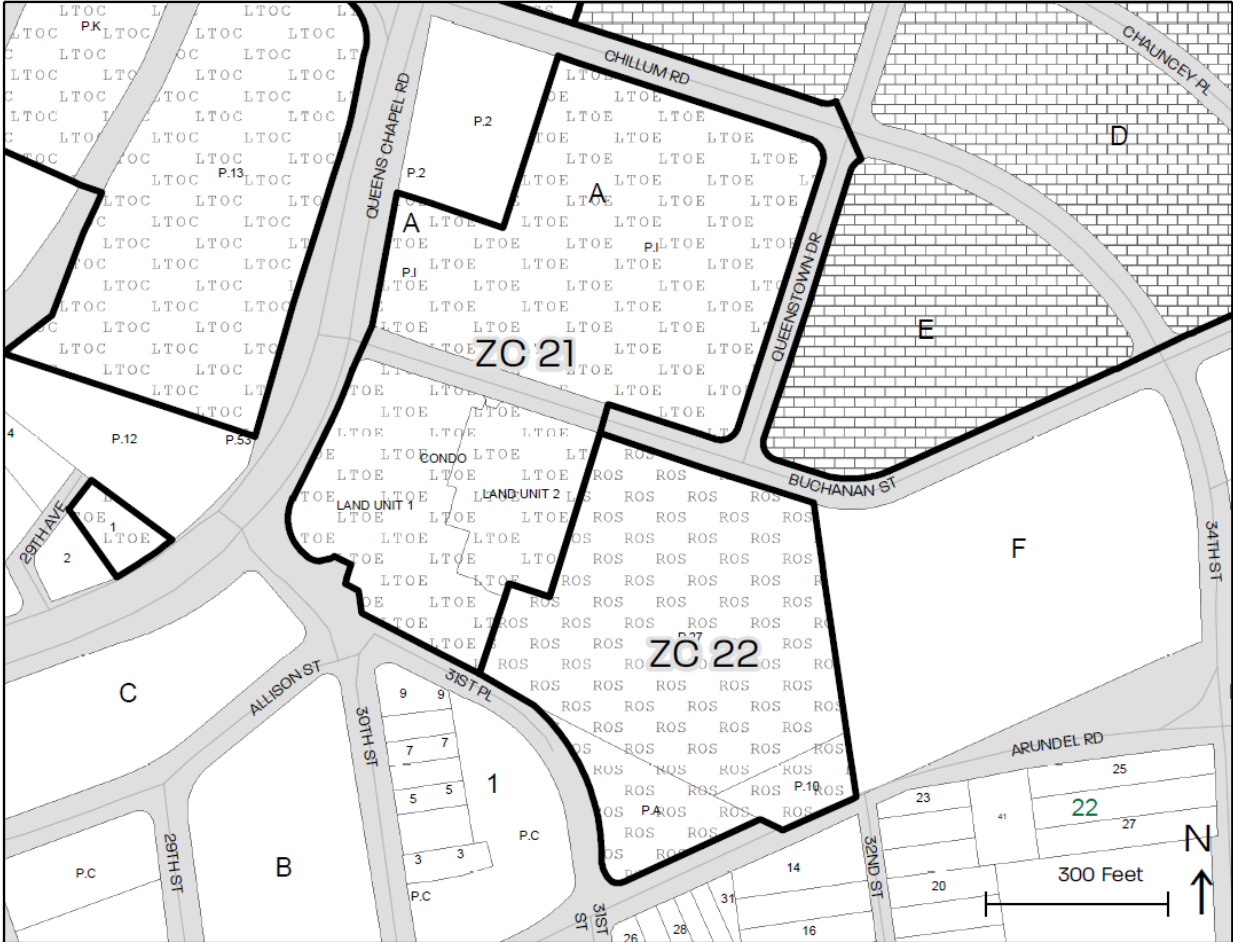 P.K
CHAUNCEY PL
CHILLUM RD
QUEENS CHAPEL RD
P.2
D
P.13
P.2
A
A
P.I
P.I
QUEENSTOWN DR
E
ZC 21
4
P.12
P.53
CONDO
LAND UNIT 2
LAND UNIT 1
BUCHANAN ST
29TH AVE
1
2
F
34TH ST
LTOC
LTOE
ROS
P.27
ZC 22
C
ALLISON ST
31ST PL
30TH ST
9 9
7 7
5 5
3 3
1
P.C
P.C
P.A
P.10
ARUNDEL RD
23
25
41
22
27
N
300 Feet
32ND ST
20
14
31
16
28
26
31ST ST
29TH ST
B
P.C